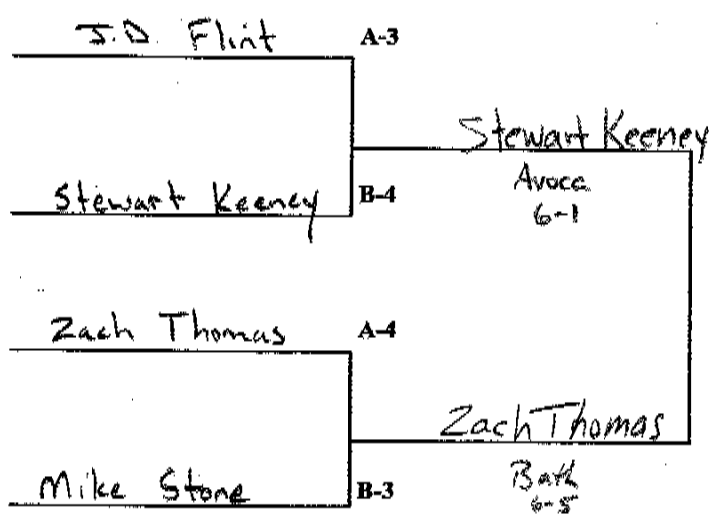 J.D. Flint A-3
Stewart Keeney
Avoca
6-1
Stewart Keeney B-4
Zach Thomas A-4
Zach Thomas
Bath
6-5
Mike Stone B-3